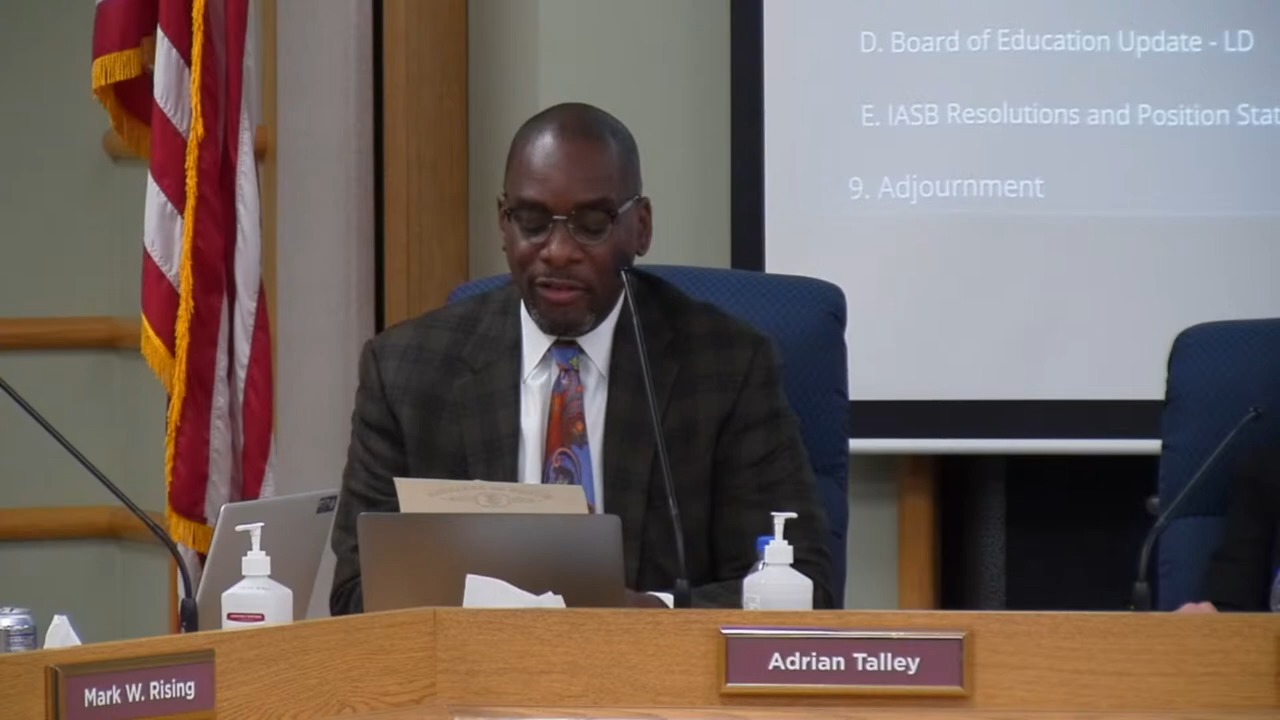 D. Board of Education Update - LD
E. IASB Resolutions and Position Stat
9. Adjournment
Mark W. Rising
Adrian Talley